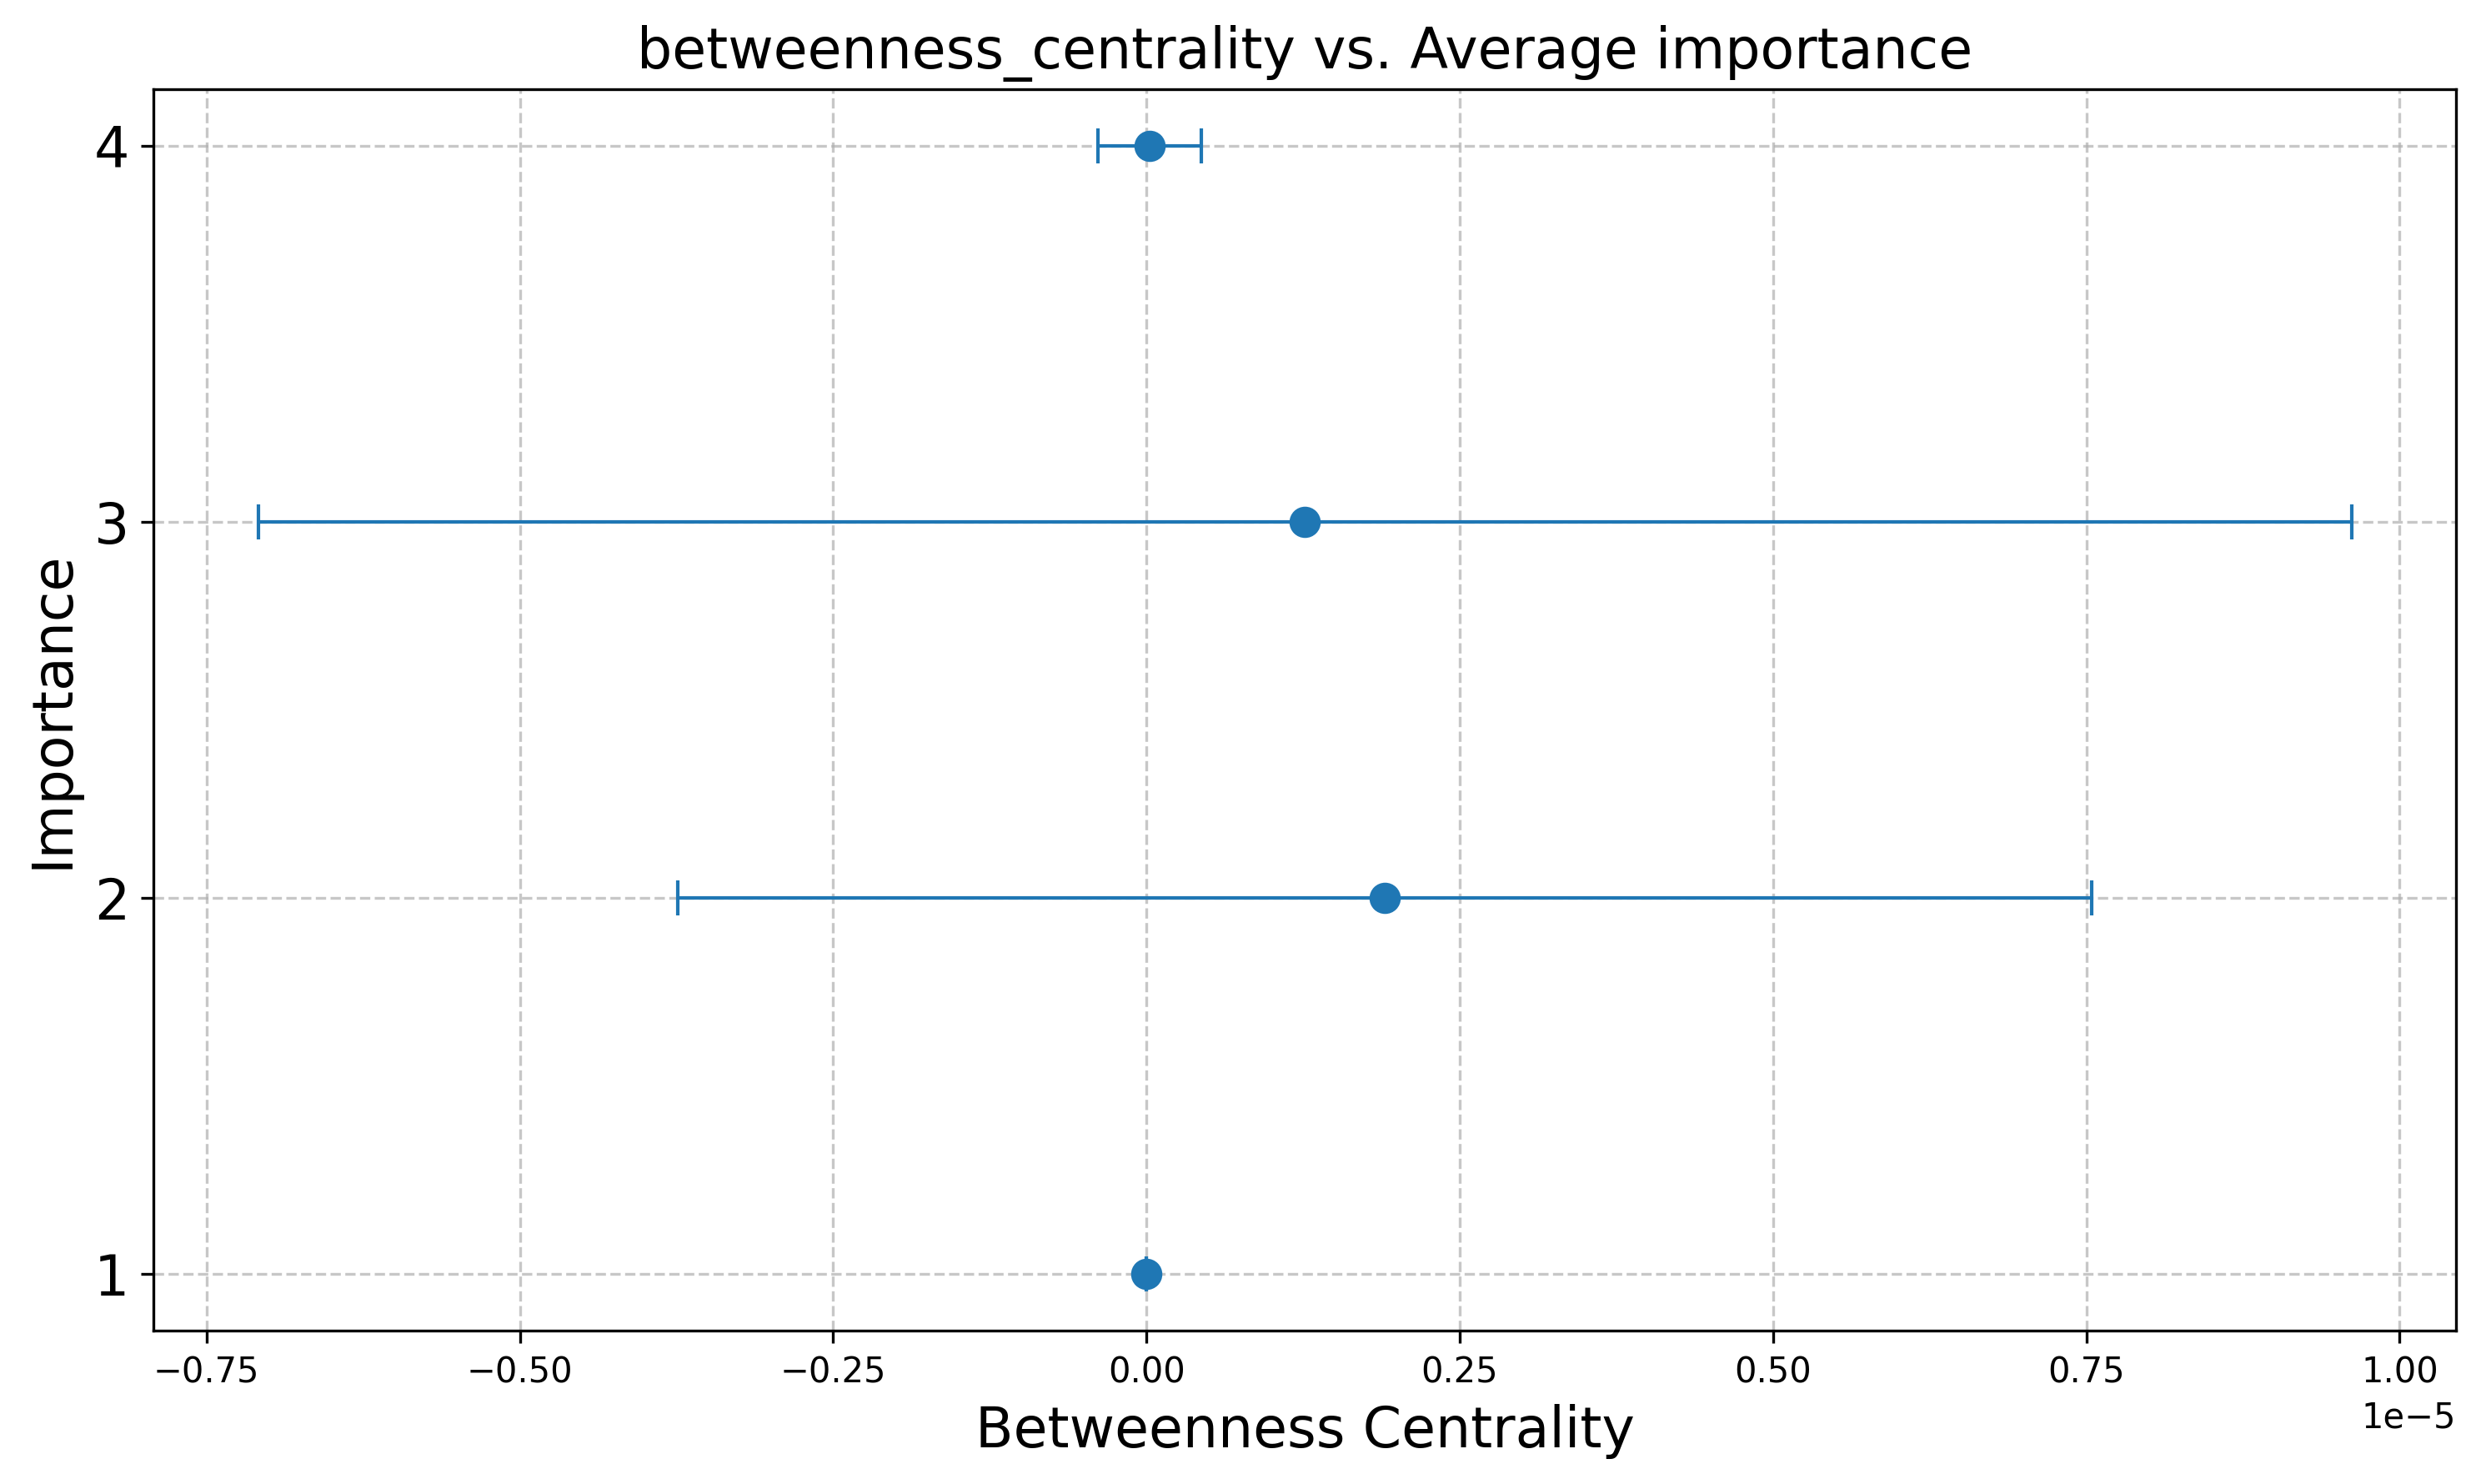 betweenness_centrality vs. Average importance
4
3
2
1
Importance
−0.75 −0.50 −0.25 0.00 0.25 0.50 0.75 1.00
1e−5
Betweenness Centrality